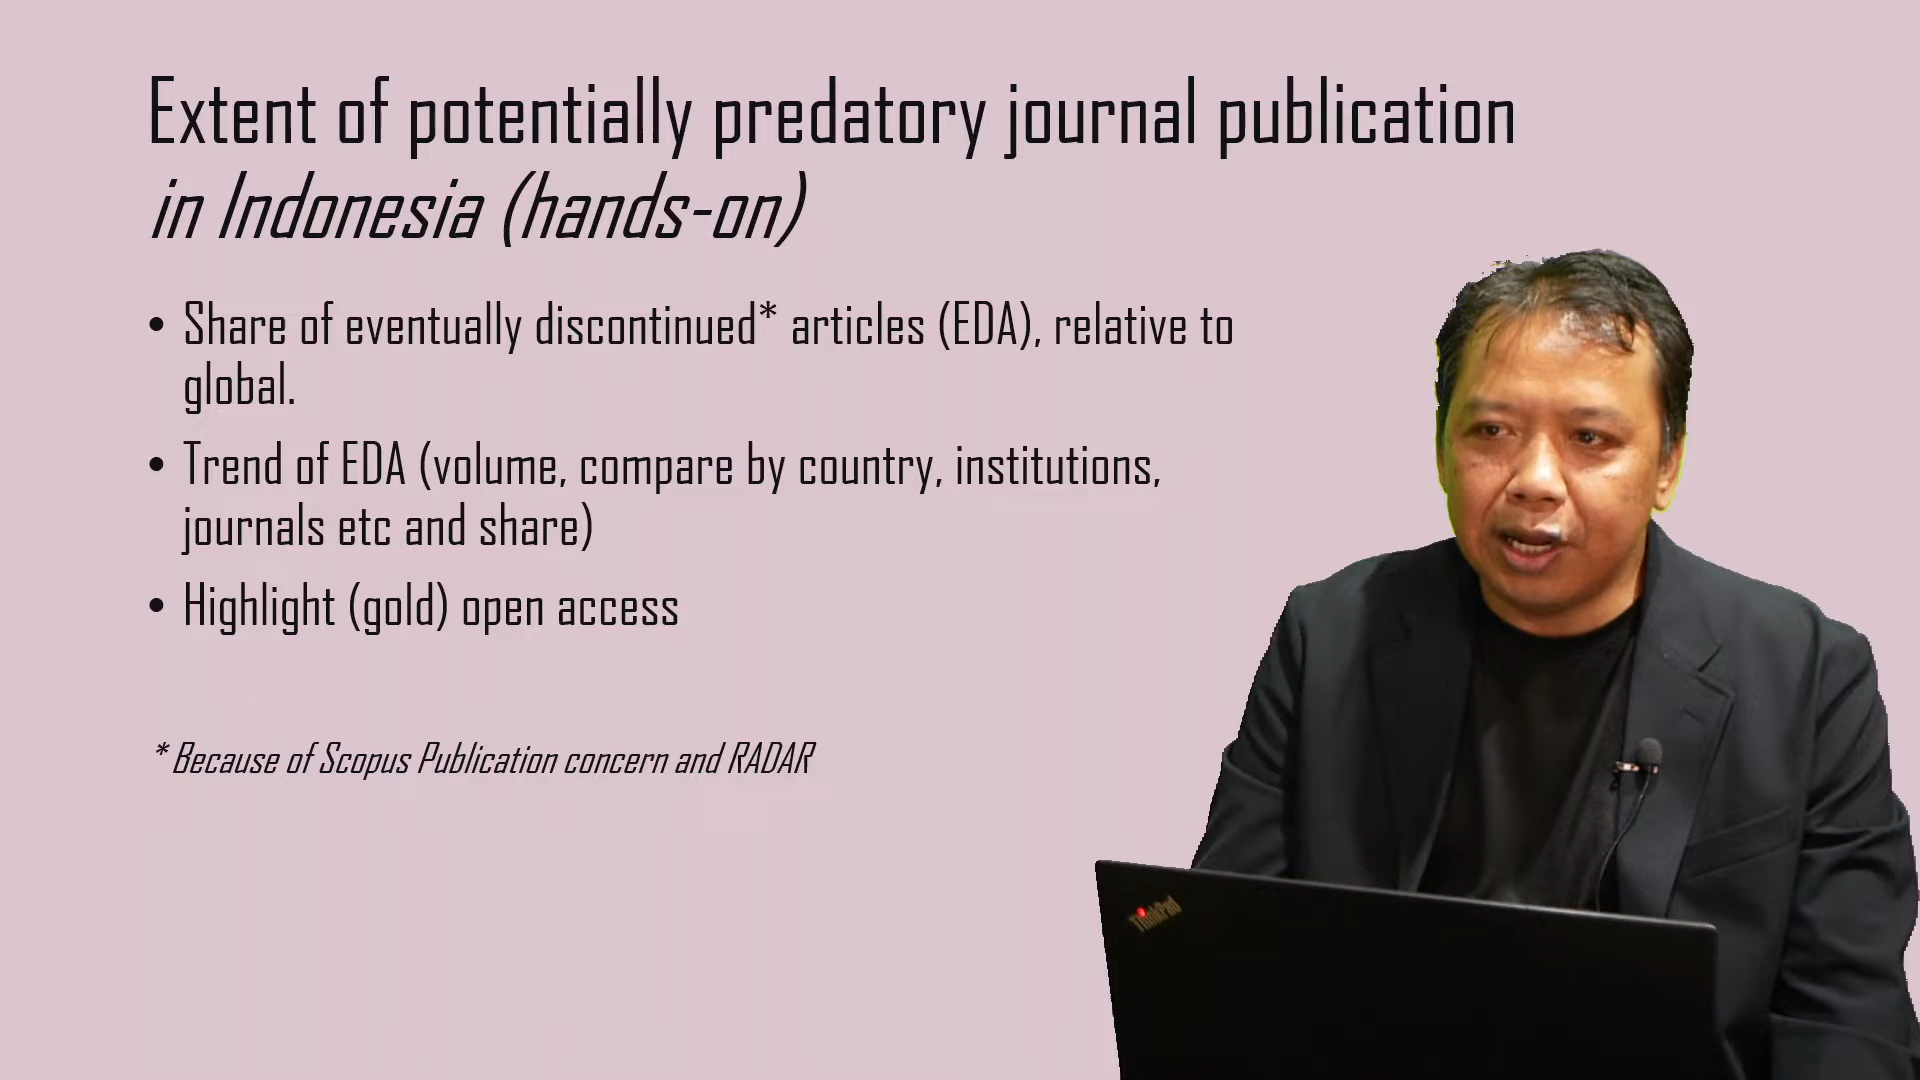 Extent of potentially predatory journal publication
in Indonesia (hands-on)
• Share of eventually discontinued* articles (EDA), relative to
global.
• Trend of EDA (volume, compare by country, institutions,
journals etc and share)
• Highlight (gold) open access
* Because of Scopus Publication concern and RADAR
ThinkPad